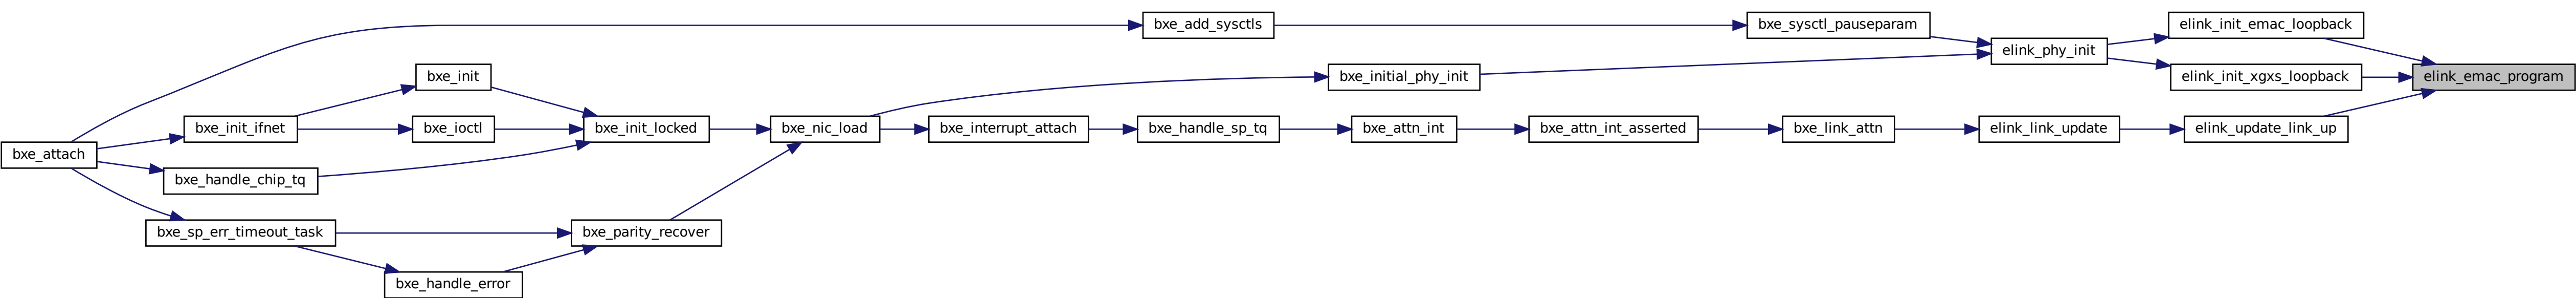 bxe_add_sysctls
bxe_sysctl_pauseparam
elink_init_emac_loopback
elink_phy_init
bxe_init
bxe_initial_phy_init
elink_init_xgxs_loopback
elink_emac_program
bxe_init_ifnet
bxe_ioctl
bxe_init_locked
bxe_nic_load
bxe_interrupt_attach
bxe_handle_sp_tq
bxe_attn_int
bxe_attn_int_asserted
bxe_link_attn
elink_link_update
elink_update_link_up
bxe_attach
bxe_handle_chip_tq
bxe_sp_err_timeout_task
bxe_parity_recover
bxe_handle_error